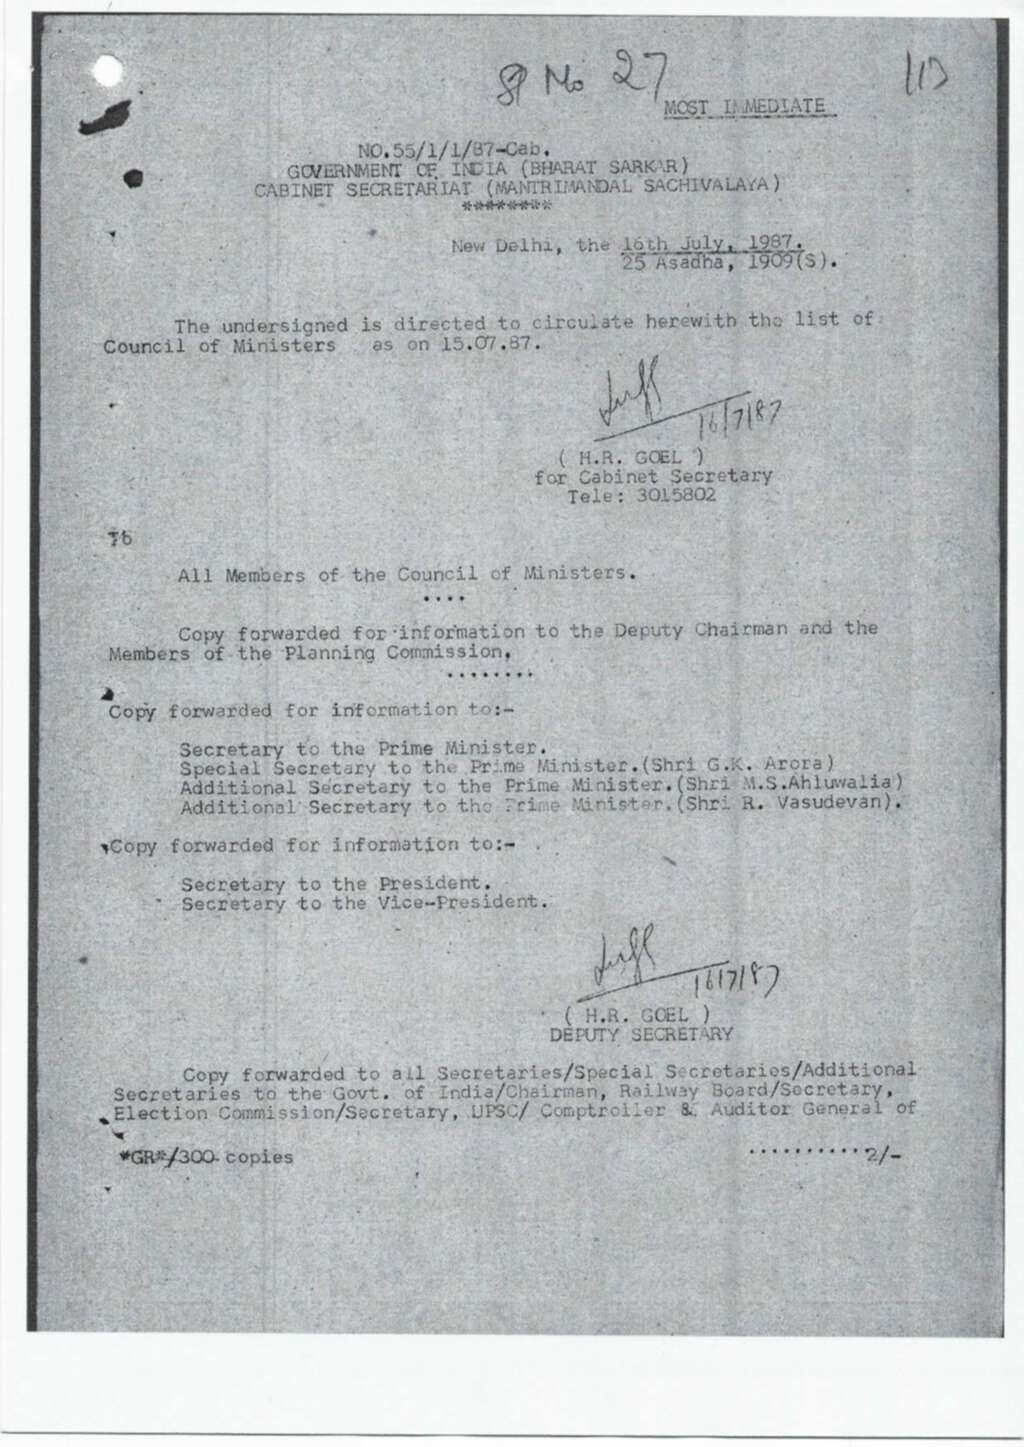 Sl No 27
MOST IMMEDIATE
NO.55/1/1/87-Cab.
GOVERNMENT OF INDIA (BHARAT SARKAR)
CABINET SECRETARIAT (MANTRIMANDAL SACHIVALAYA)
********
New Delhi, the 16th July, 1987.
25 Asadha, 1909(S).
The undersigned is directed to circulate herewith the list of
Council of Ministers as on 15.07.87.
16/7/87
( H.R. GOEL )
for Cabinet Secretary
Tele: 3015802
To
All Members of the Council of Ministers.
....
Copy forwarded for information to the Deputy Chairman and the
Members of the Planning Commission.
........
Copy forwarded for information to:-
Secretary to the Prime Minister.
Special Secretary to the Prime Minister.(Shri G.K. Arora)
Additional Secretary to the Prime Minister.(Shri M.S.Ahluwalia)
Additional Secretary to the Prime Minister.(Shri R. Vasudevan).
Copy forwarded for information to:-
Secretary to the President.
Secretary to the Vice-President.
16/7/87
( H.R. GOEL )
DEPUTY SECRETARY
Copy forwarded to all Secretaries/Special Secretaries/Additional
Secretaries to the Govt. of India/Chairman, Railway Board/Secretary,
Election Commission/Secretary, UPSC/ Comptroller & Auditor General of
*GR*/300 copies
...........2/-